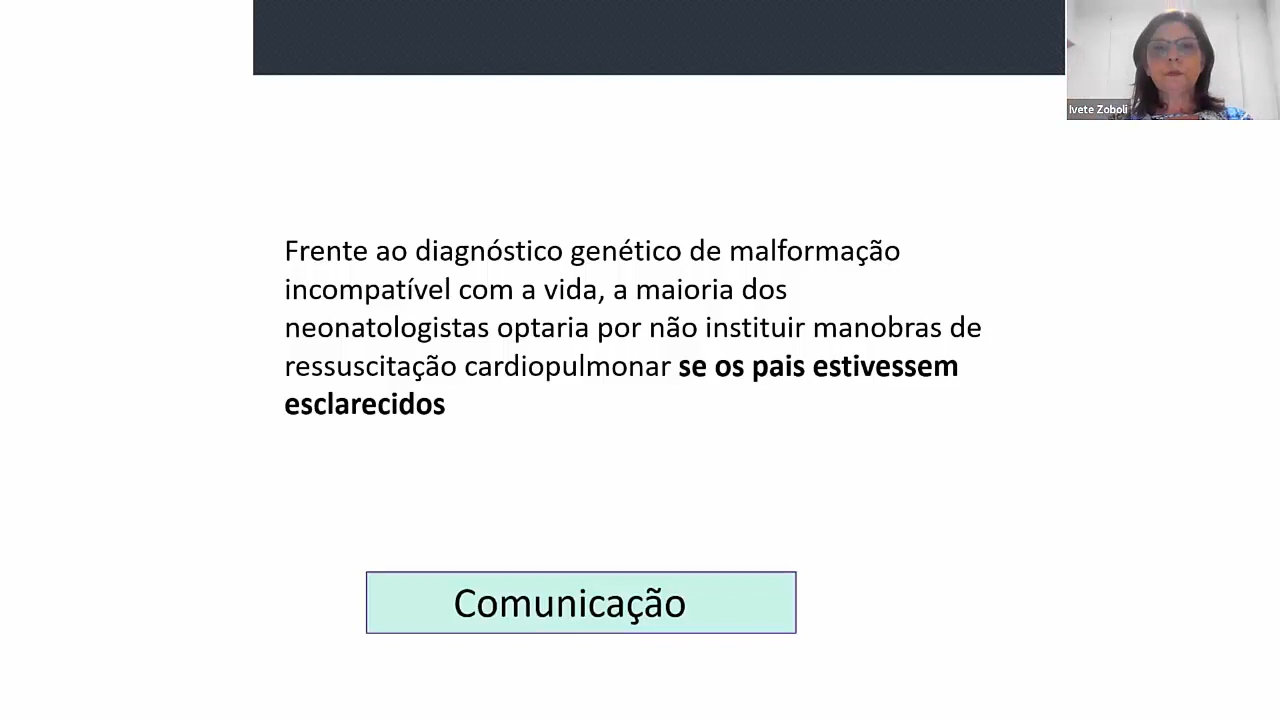 Ivete Zoboli
Frente ao diagnóstico genético de malformação
incompatível com a vida, a maioria dos
neonatologistas optaria por não instituir manobras de
ressuscitação cardiopulmonar se os pais estivessem
esclarecidos
Comunicação